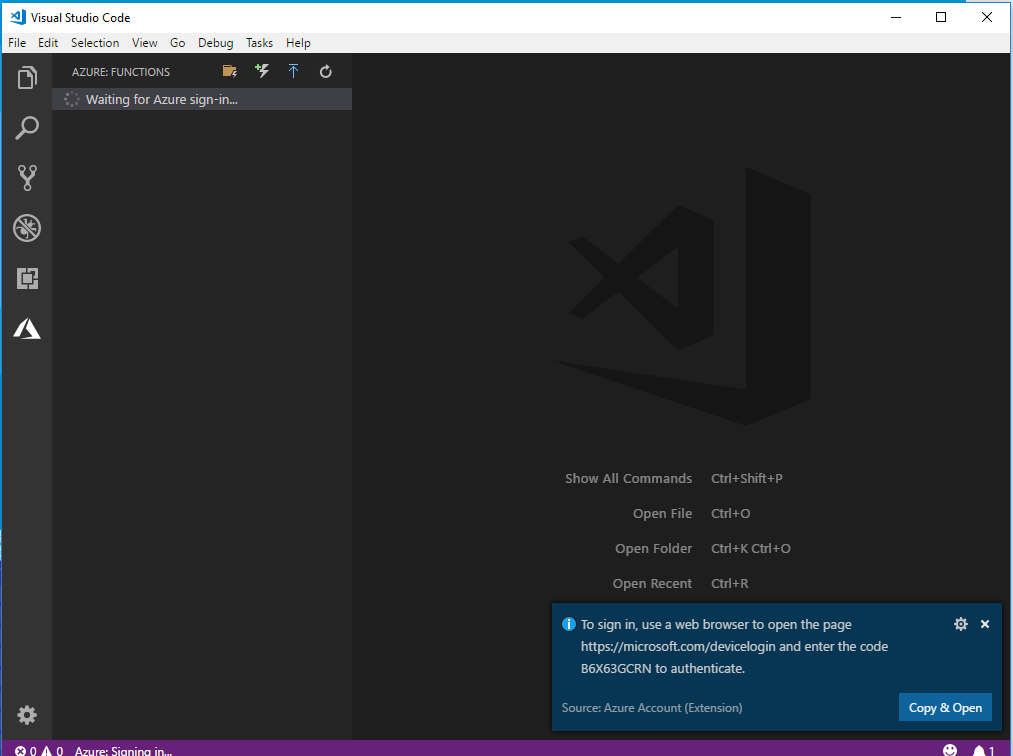 Visual Studio Code
File Edit Selection View Go Debug Tasks Help
AZURE: FUNCTIONS
Waiting for Azure sign-in...
Show All Commands Ctrl+Shift+P
Open File Ctrl+O
Open Folder Ctrl+K Ctrl+O
Open Recent Ctrl+R
To sign in, use a web browser to open the page
https://microsoft.com/devicelogin and enter the code
B6X63GCRN to authenticate.
Source: Azure Account (Extension) Copy & Open
0 0 Azure: Signing in... 1